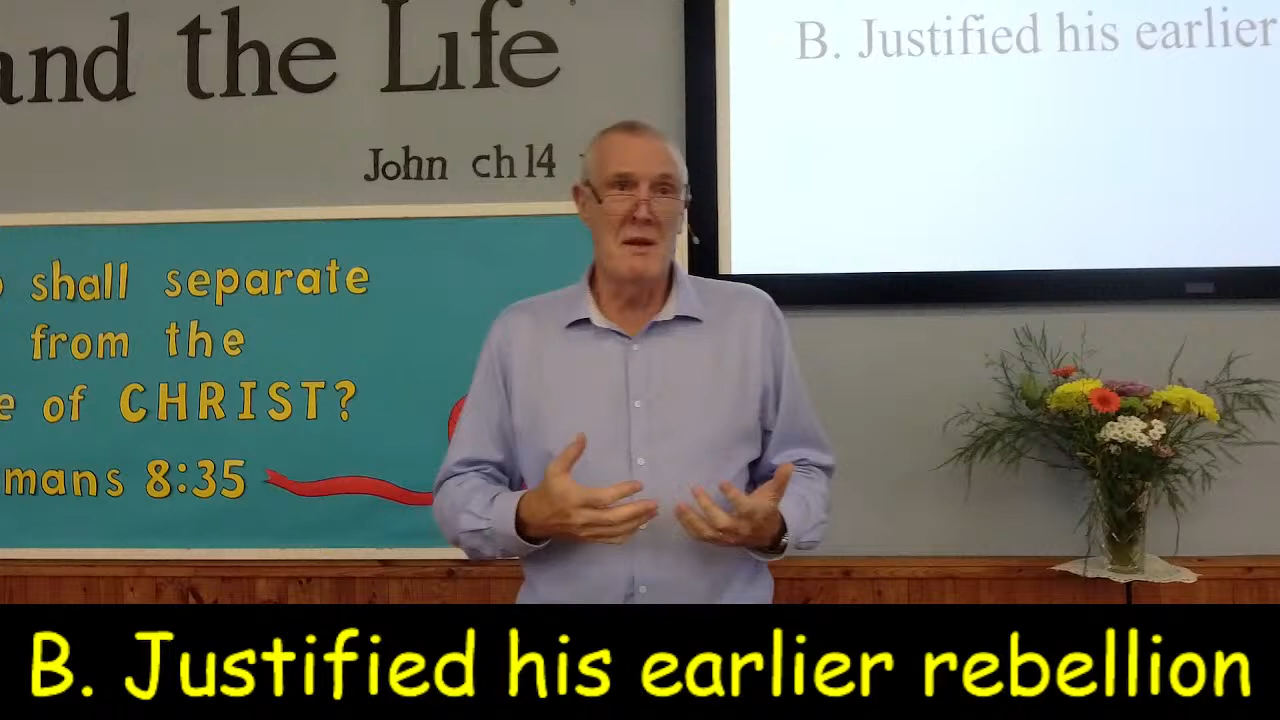 and the Life
John ch14
B. Justified his earlier
shall separate
from the
of CHRIST?
mans 8:35
B. Justified his earlier rebellion